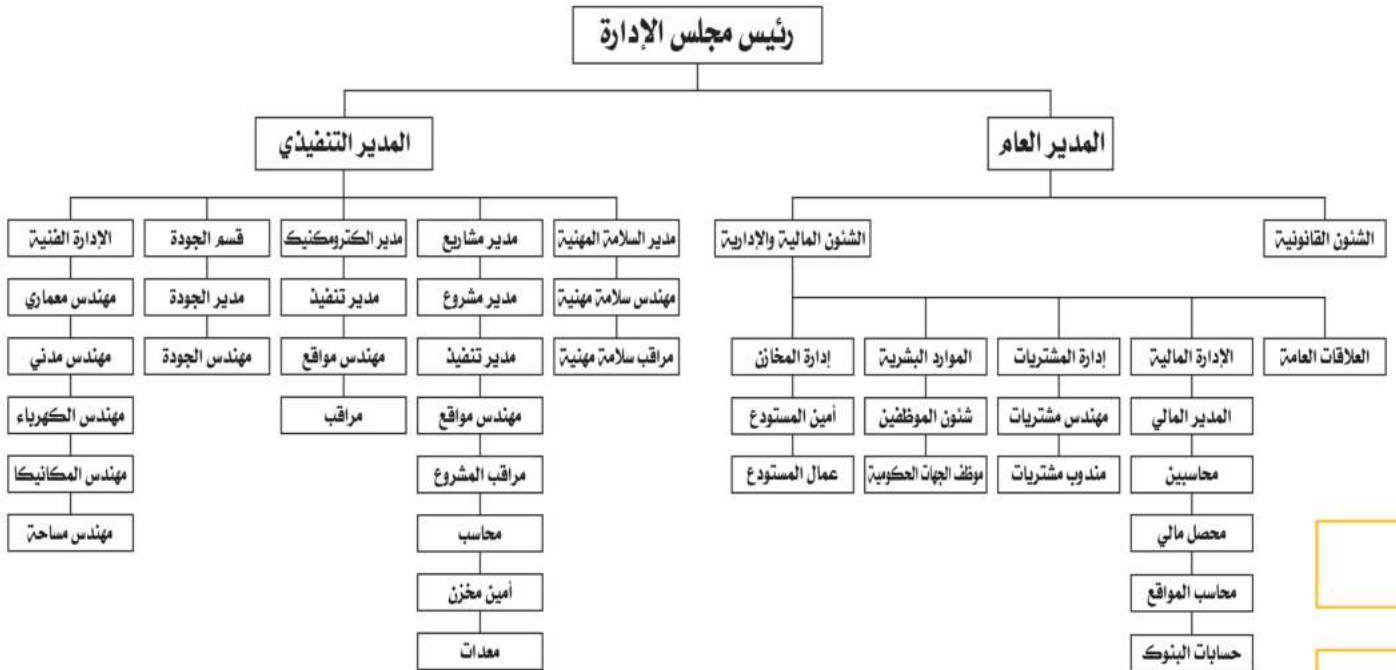 رئيس مجلس الإدارة
المدير العام
المدير التنفيذي
الشئون القانونية
الشئون المالية والإدارية
مدير السلامة المهنية
مدير مشاريع
مدير الكترومكنيك
قسم الجودة
الإدارة الفنية
مهندس سلامة مهنية
مدير مشروع
مدير تنفيذ
مدير الجودة
مهندس معماري
العلاقات العامة
الإدارة المالية
إدارة المشتريات
الموارد البشرية
إدارة المخازن
مراقب سلامة مهنية
مدير تنفيذ
مهندس مواقع
مهندس الجودة
مهندس مدني
المدير المالي
مهندس مشتريات
شئون الموظفين
أمين المستودع
مهندس مواقع
مراقب
مهندس الكهرباء
محاسبين
مندوب مشتريات
موظف الجهات الحكومية
عمال المستودع
مراقب المشروع
مهندس المكانيكا
محصل مالي
محاسب
مهندس مساحة
محاسب المواقع
أمين مخزن
حسابات البنوك
معدات